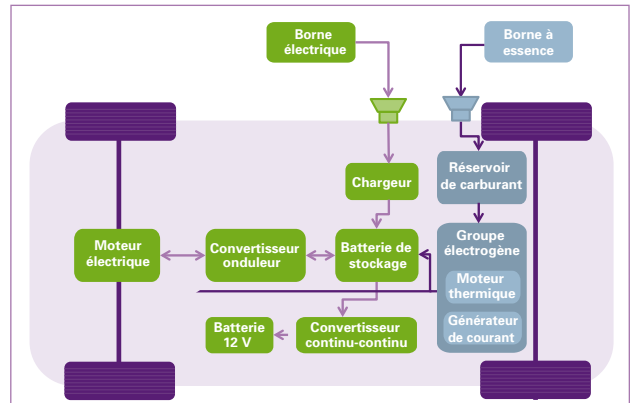 Borne
électrique
Borne à
essence
Chargeur
Réservoir
de carburant
Moteur
électrique
Convertisseur
onduleur
Batterie de
stockage
Groupe
électrogène
Moteur
thermique
Générateur
de courant
Batterie
12 V
Convertisseur
continu-continu